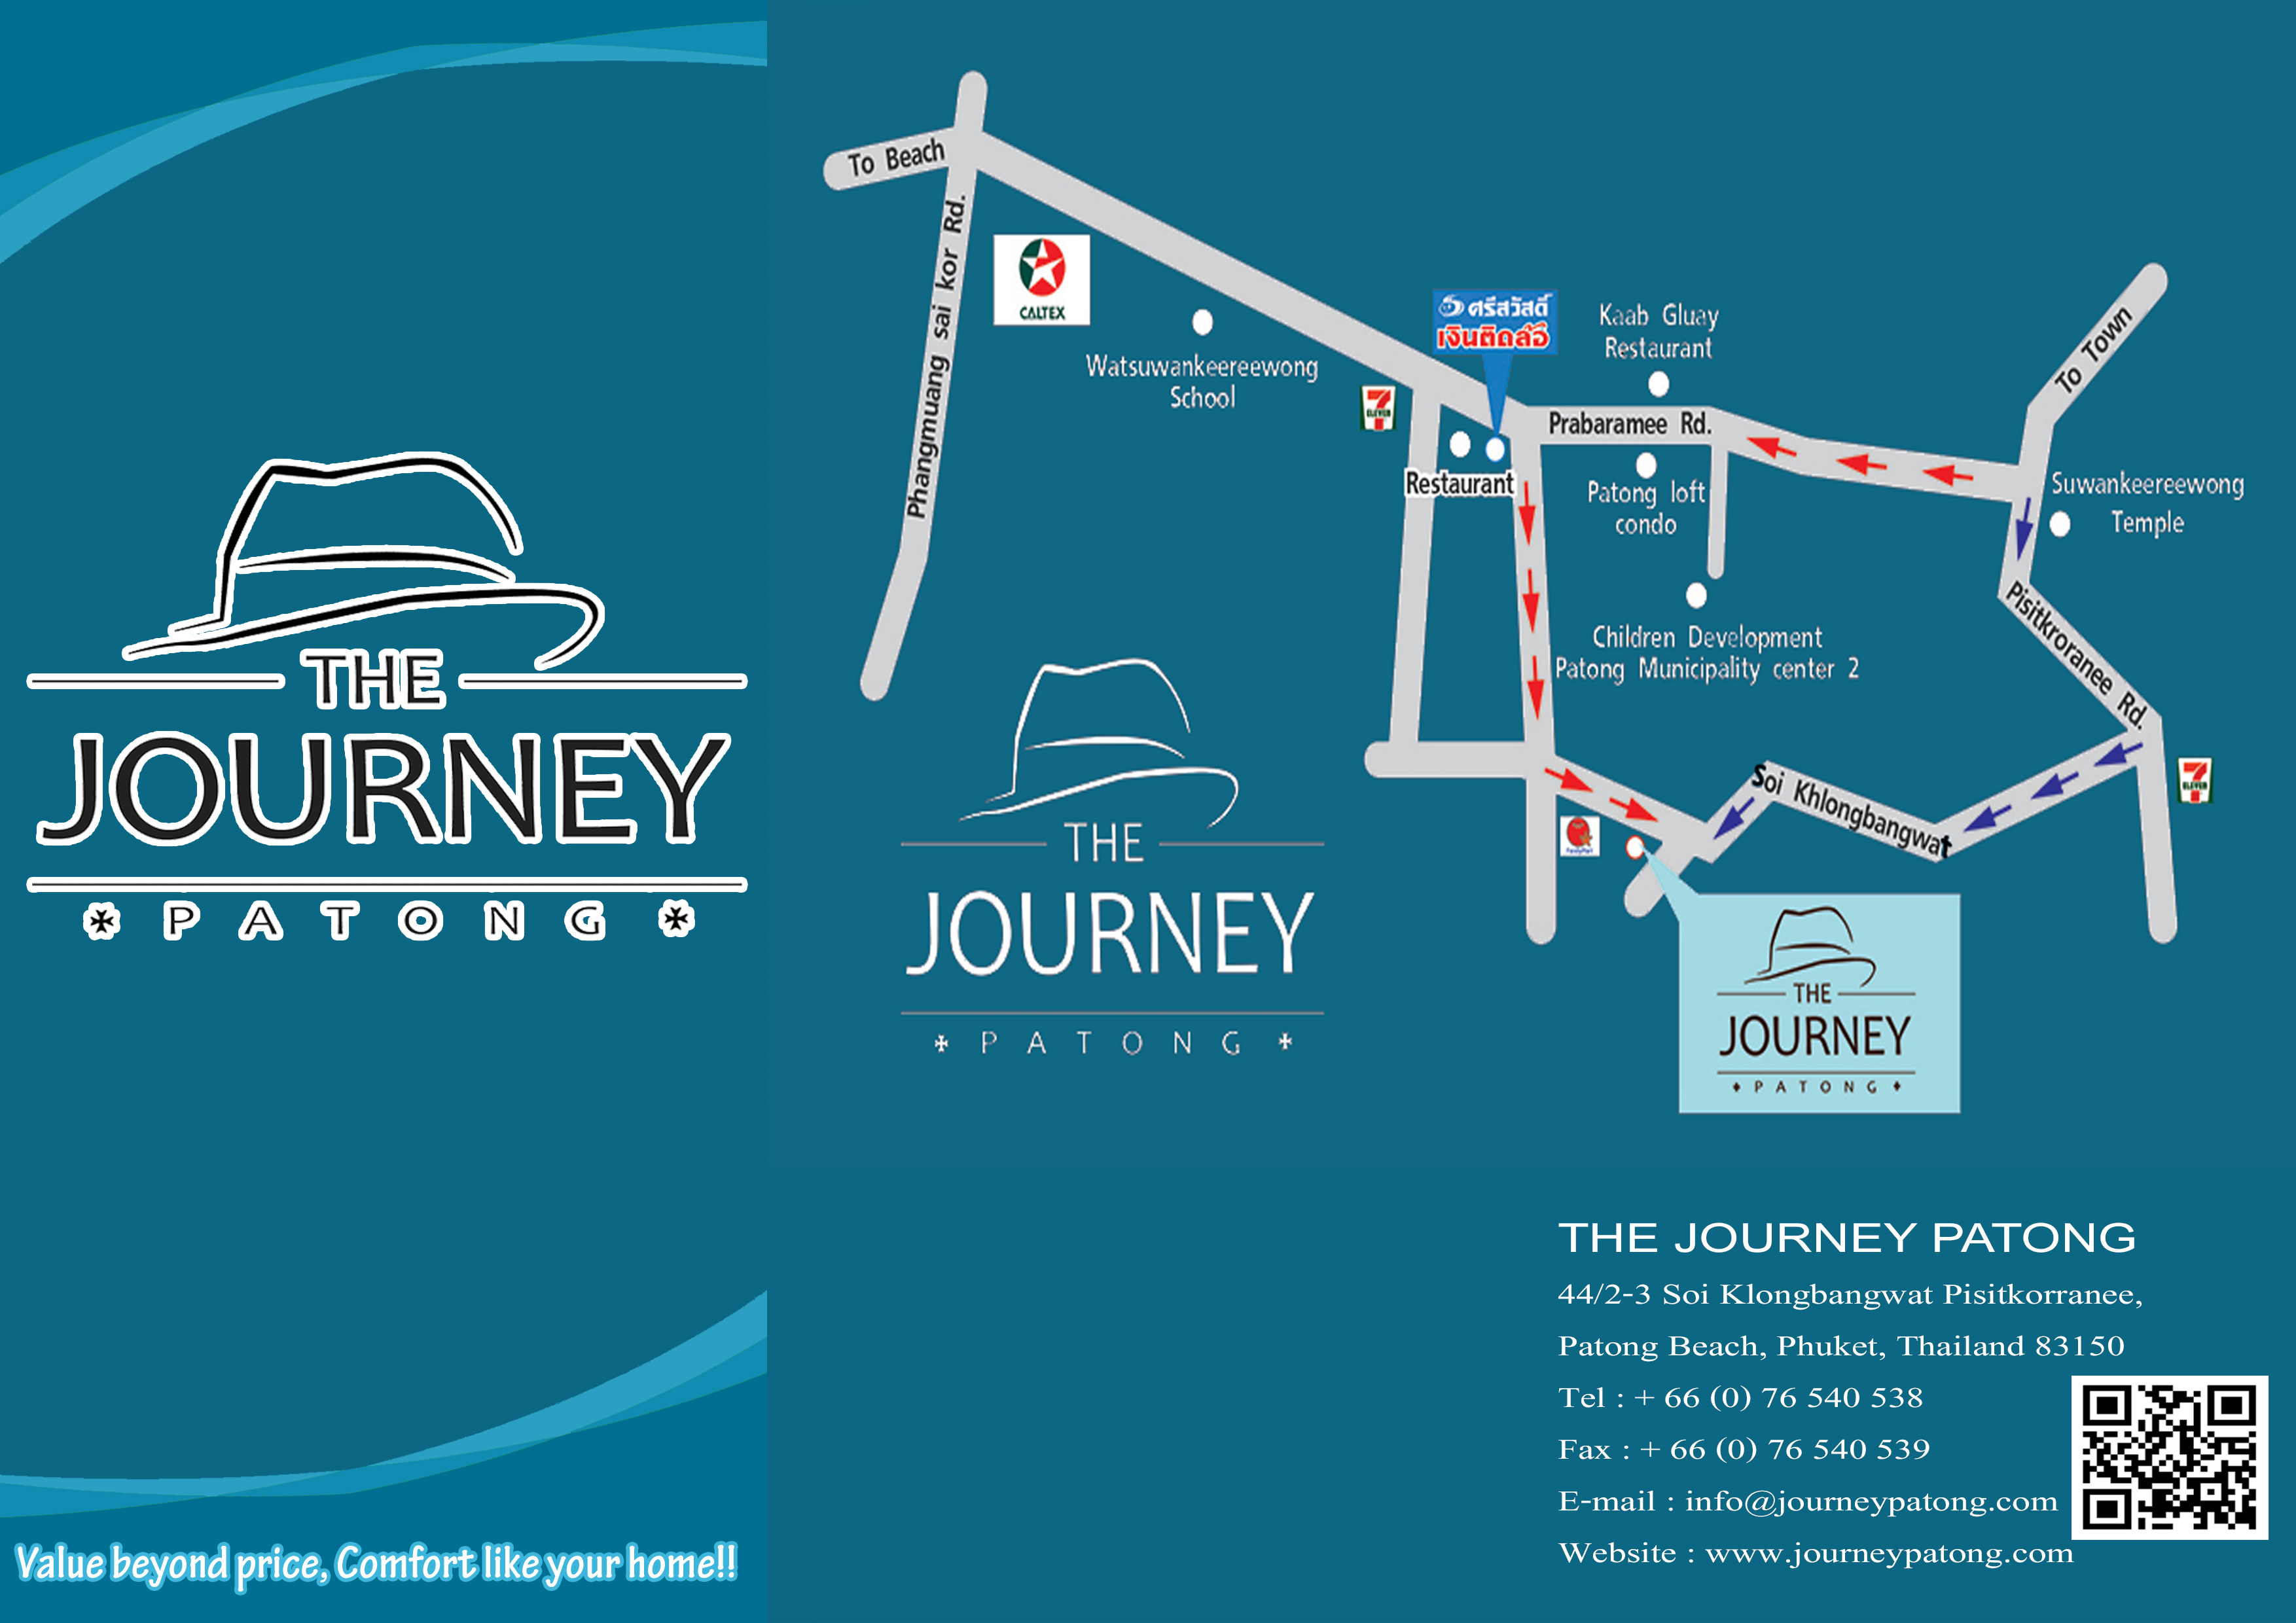 THE
JOURNEY
PATONG
Value beyond price, Comfort like your home!!
To Beach
Phangmuang sai kor Rd.
CALTEX
Watsuwankeereewong
School
7
ELEVEN
ศรีสวัสดิ์
เงินติดล้อ
Restaurant
Kaab Gluay
Restaurant
Prabaramee Rd.
Patong loft
condo
Children Development
Patong Municipality center 2
To Town
Suwankeereewong
Temple
Pisitkroranee Rd.
Soi Khlongbangwat
7
ELEVEN
FamilyMart
THE
JOURNEY
PATONG
THE
JOURNEY
PATONG
THE JOURNEY PATONG
44/2-3 Soi Klongbangwat Pisitkorranee,
Patong Beach, Phuket, Thailand 83150
Tel : + 66 (0) 76 540 538
Fax : + 66 (0) 76 540 539
E-mail : info@journeypatong.com
Website : www.journeypatong.com